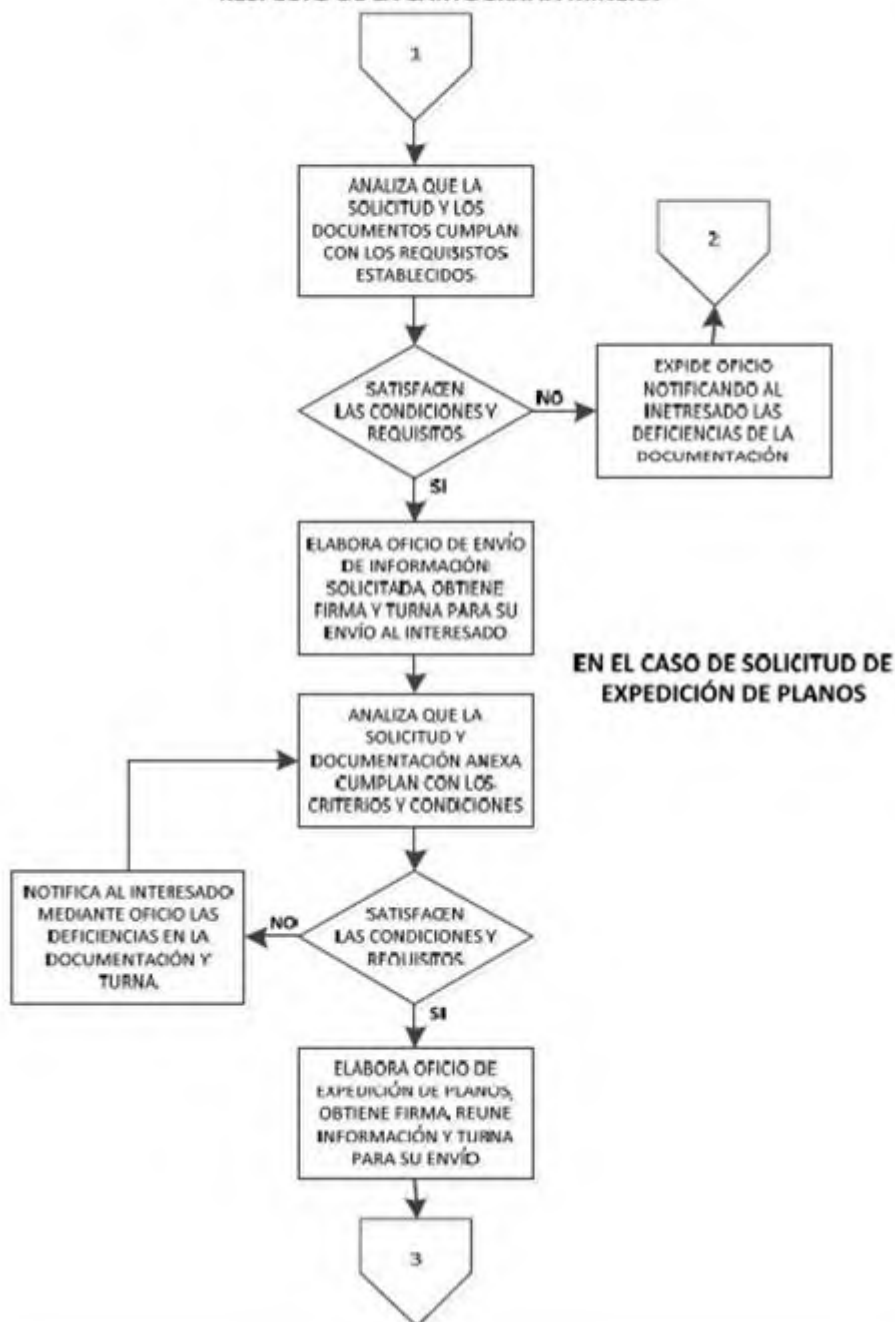 1
ANALIZA QUE LA
SOLICITUD Y LOS
DOCUMENTOS CUMPLAN
CON LOS REQUISISTOS
ESTABLECIDOS.
2
SATISFACEN
LAS CONDICIONES Y
REQUISITOS
NO
EXPIDE OFICIO
NOTIFICANDO AL
INETRESADO LAS
DEFICIENCIAS DE LA
DOCUMENTACIÓN
SI
ELABORA OFICIO DE ENVÍO
DE INFORMACIÓN
SOLICITADA, OBTIENE
FIRMA Y TURNA PARA SU
ENVÍO AL INTERESADO
EN EL CASO DE SOLICITUD DE
EXPEDICIÓN DE PLANOS
ANALIZA QUE LA
SOLICITUD Y
DOCUMENTACIÓN ANEXA
CUMPLAN CON LOS
CRITERIOS Y CONDICIONES
NOTIFICA AL INTERESADO
MEDIANTE OFICIO LAS
DEFICIENCIAS EN LA
DOCUMENTACIÓN Y
TURNA.
NO
SATISFACEN
LAS CONDICIONES Y
REQUISITOS
SI
ELABORA OFICIO DE
EXPEDICIÓN DE PLANOS,
OBTIENE FIRMA, REUNE
INFORMACIÓN Y TURNA
PARA SU ENVÍO
3